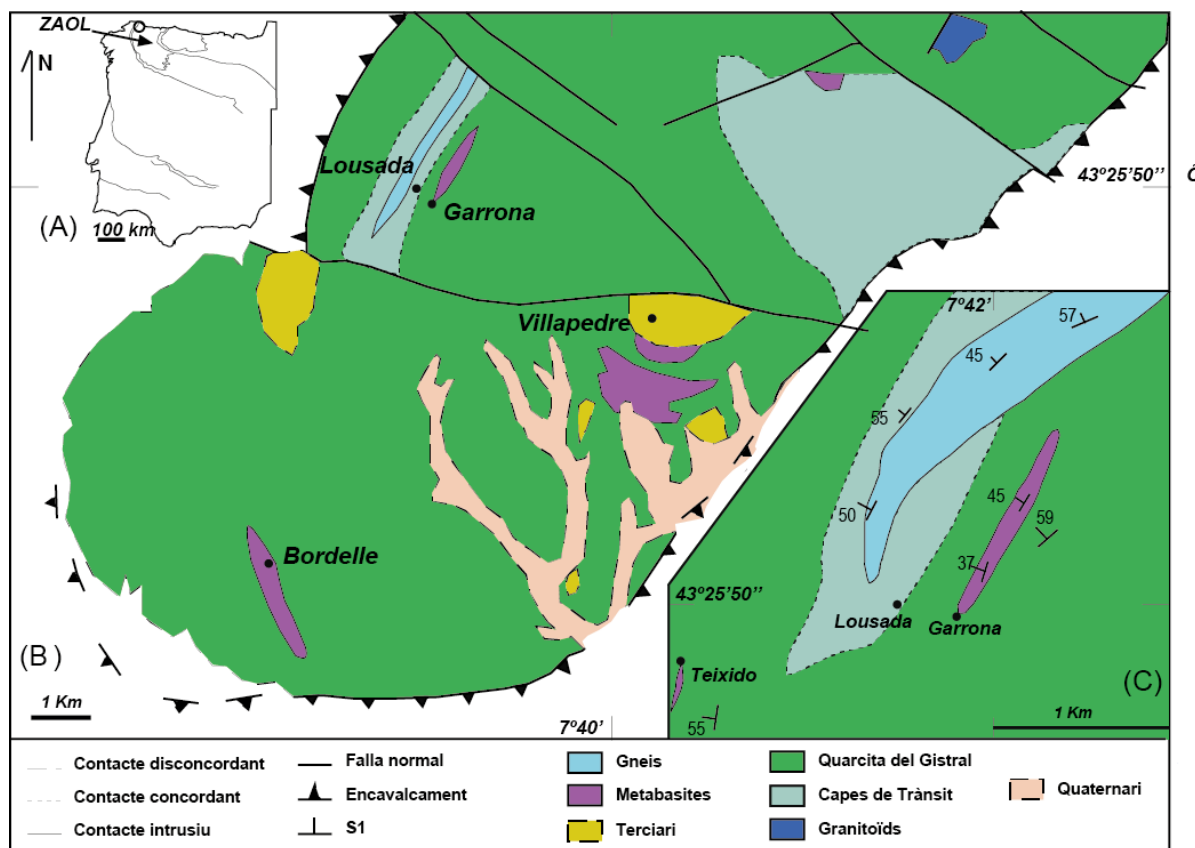 ZAOL
N
(A)
100 km
Lousada
Garrona
43º25'50''
Villapedre
Bordelle
(B)
1 Km
7º40'
7º42'
57
45
55
50
45
59
37
43º25'50''
Lousada
Garrona
Teixido
(C)
55
1 Km
Contacte disconcordant
Contacte concordant
Contacte intrusiu
Falla normal
Encavalcament
S1
Gneis
Metabasites
Terciari
Quarcita del Gistral
Capes de Trànsit
Granitoïds
Quaternari